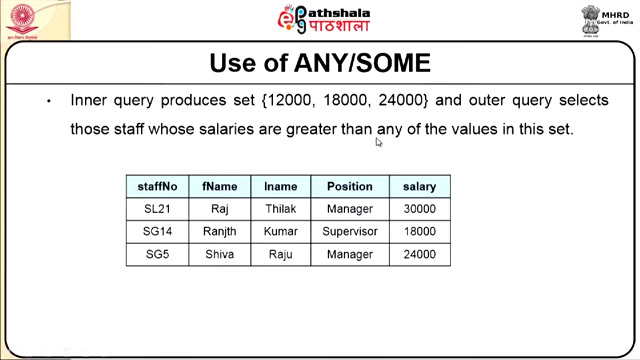 Pathshala
पाठशाला
MHRD
Govt. of India
Use of ANY/SOME
• Inner query produces set {12000, 18000, 24000} and outer query selects
those staff whose salaries are greater than any of the values in this set.
staffNo fName lname Position salary
SL21 Raj Thilak Manager 30000
SG14 Ranjth Kumar Supervisor 18000
SG5 Shiva Raju Manager 24000